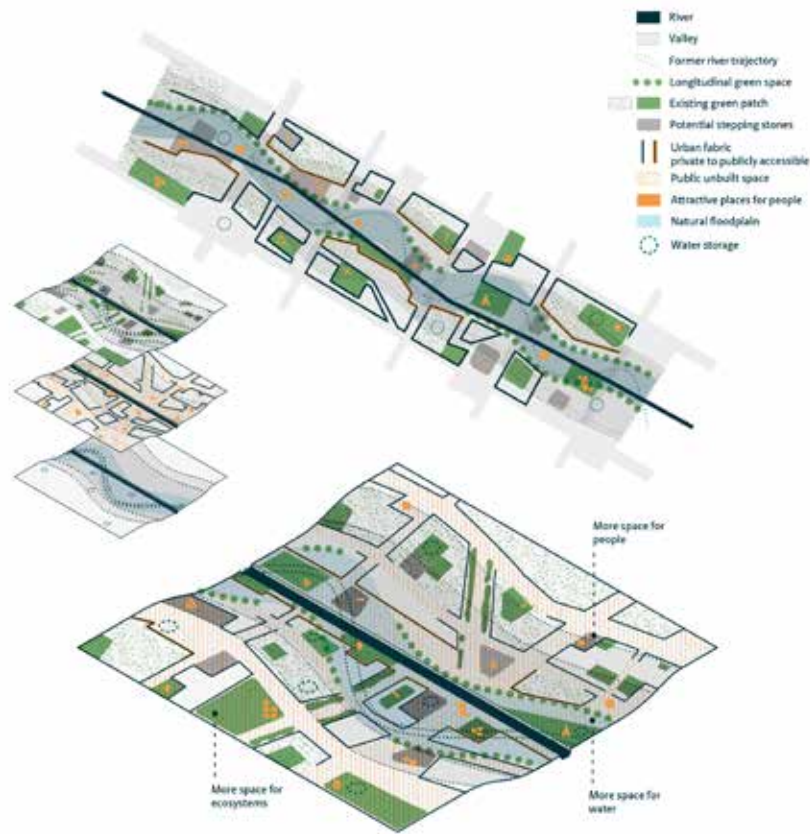 River
Valley
Former river trajectory
Longitudinal green space
Existing green patch
Potential stepping stones
Urban fabric
private to publicly accessible
Public unbuilt space
Attractive places for people
Natural floodplain
Water storage
More space for
people
More space for
ecosystems
More space for
water